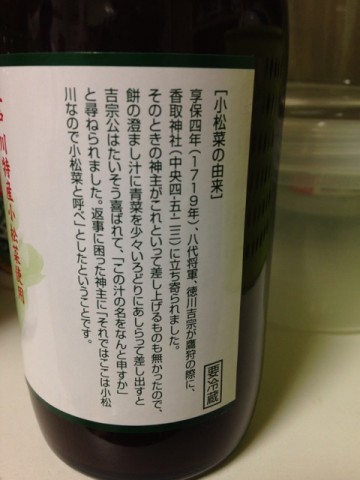 [小松菜の由来]
享保四年(1719年)、八代将軍 徳川吉宗が鷹狩の際に、
香取神社(中央四-五-二三)に立ち寄られました。
そのときの神主がこれといって差し上げるものも無かったので、
餅の澄まし汁に青菜を少々いろどりにあしらって差し出すと
吉宗公はたいそう喜ばれて、「この汁の名をなんと申すか」
と尋ねられました。返事に困った神主に「それではここは小松
川なので小松菜と呼べ」としたということです。
川特産小松菜使用